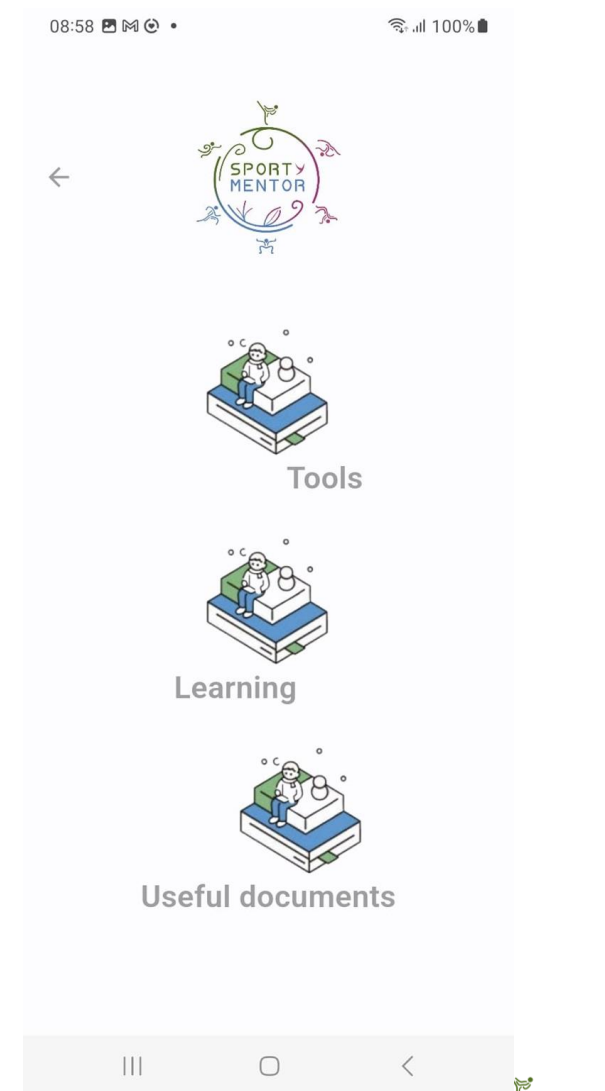 08:58
100%
SPORTY
MENTOR
Tools
Learning
Useful documents